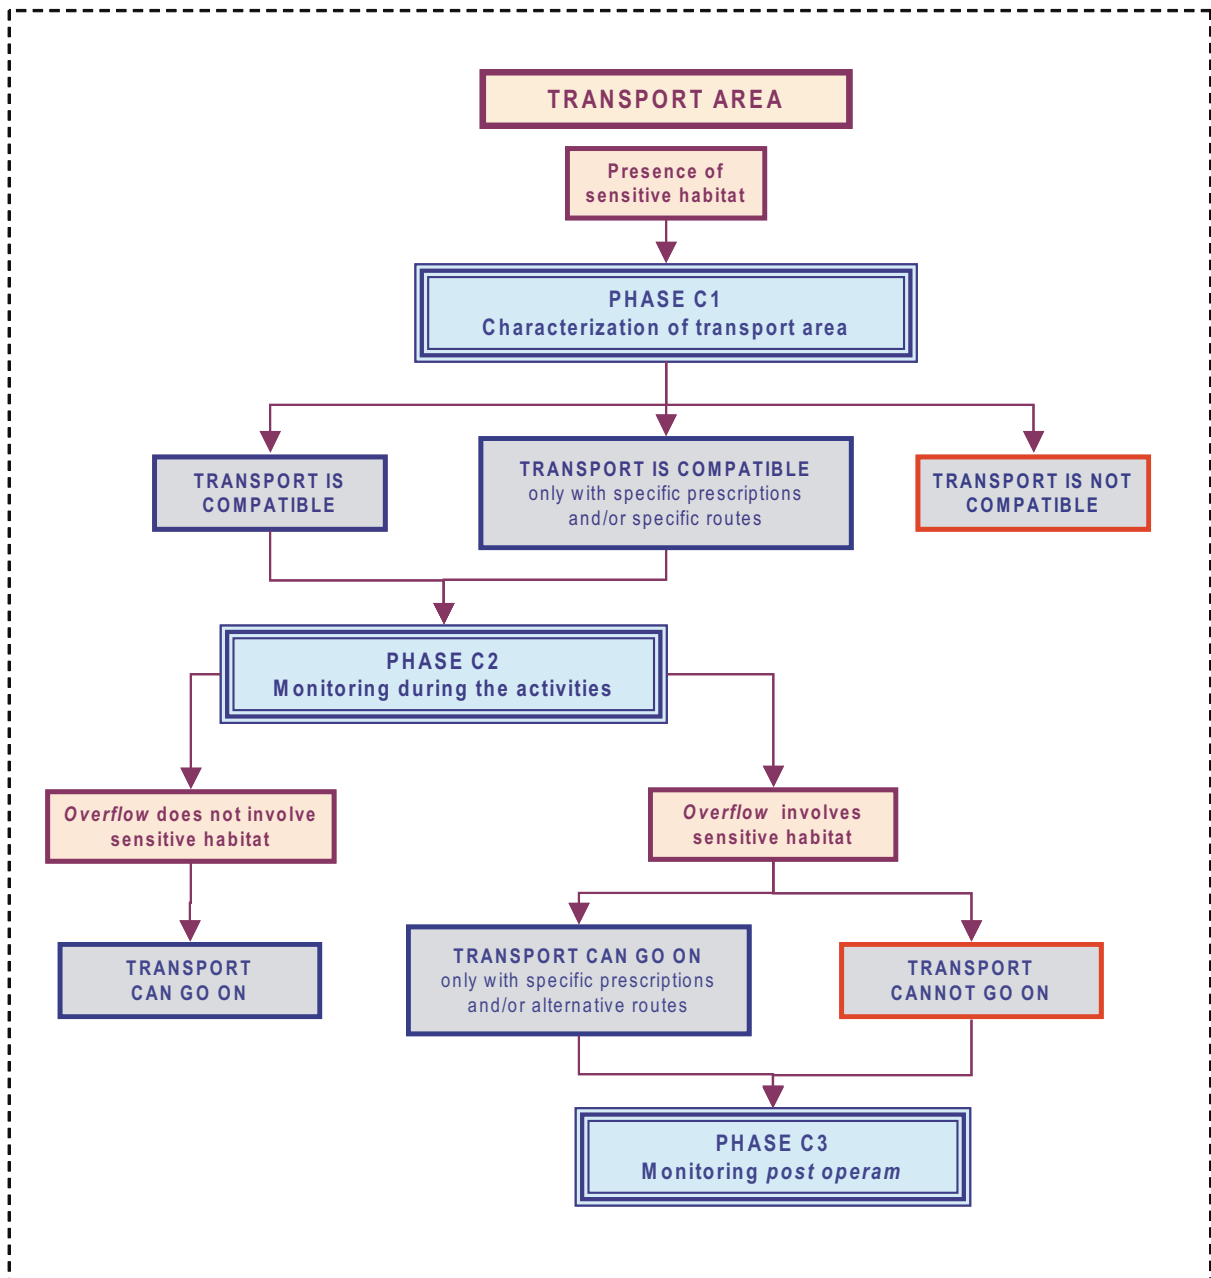 TRANSPORT AREA
Presence of
sensitive habitat
PHASE C1
Characterization of transport area
TRANSPORT IS
COMPATIBLE
TRANSPORT IS COMPATIBLE
only with specific prescriptions
and/or specific routes
TRANSPORT IS NOT
COMPATIBLE
PHASE C2
Monitoring during the activities
Overflow does not involve
sensitive habitat
Overflow involves
sensitive habitat
TRANSPORT
CAN GO ON
TRANSPORT CAN GO ON
only with specific prescriptions
and/or alternative routes
TRANSPORT
CANNOT GO ON
PHASE C3
Monitoring post operam